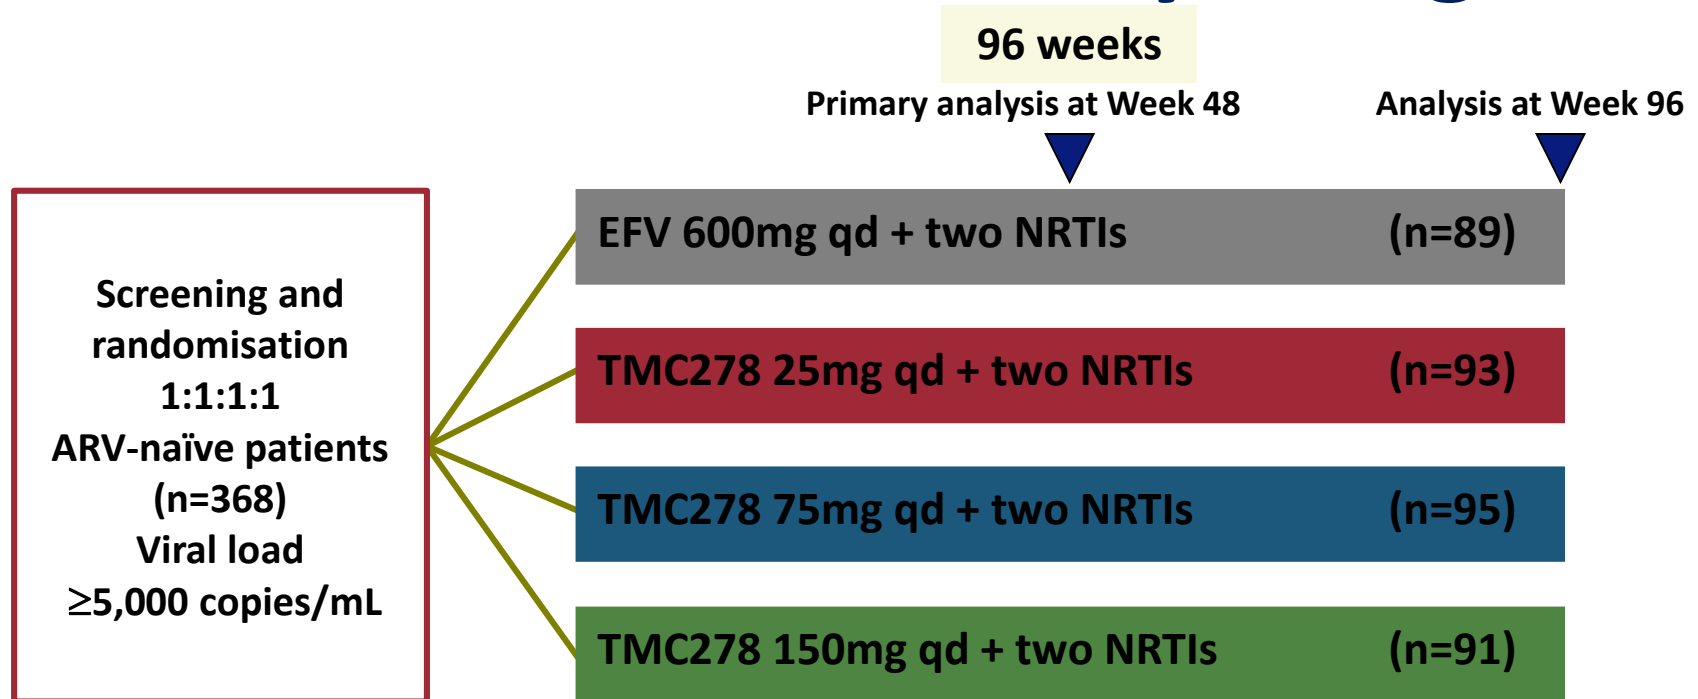 96 weeks
Primary analysis at Week 48
Analysis at Week 96
Screening and
randomisation
1:1:1:1
ARV-naïve patients
(n=368)
Viral load
≥5,000 copies/mL
EFV 600mg qd + two NRTIs (n=89)
TMC278 25mg qd + two NRTIs (n=93)
TMC278 75mg qd + two NRTIs (n=95)
TMC278 150mg qd + two NRTIs (n=91)